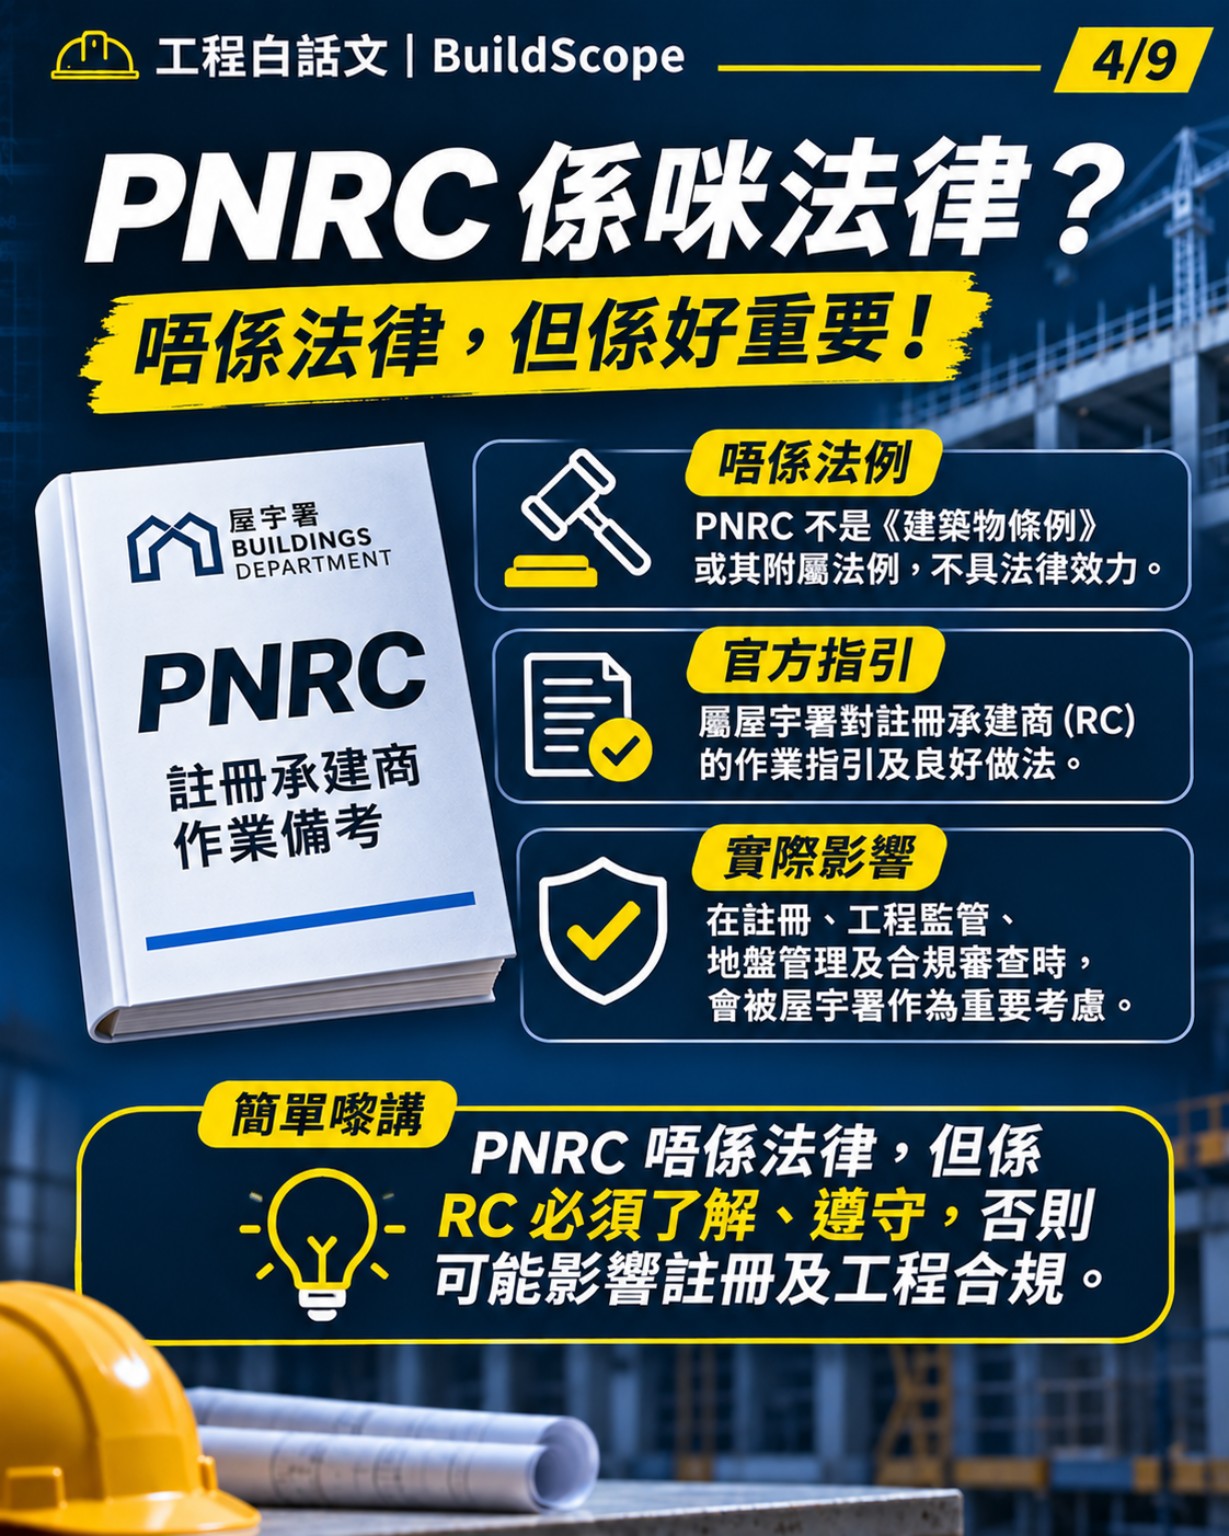 工程白話文｜BuildScope
4/9
PNRC 係咪法律？
唔係法律，但係好重要！
屋宇署
BUILDINGS
DEPARTMENT
PNRC
註冊承建商
作業備考
唔係法例
PNRC 不是《建築物條例》
或其附屬法例，不具法律效力。
官方指引
屬屋宇署對註冊承建商 (RC)
的作業指引及良好做法。
實際影響
在註冊、工程監管、
地盤管理及合規審查時，
會被屋宇署作為重要考慮。
簡單嚟講
PNRC 唔係法律，但係
RC 必須了解、遵守，否則
可能影響註冊及工程合規。